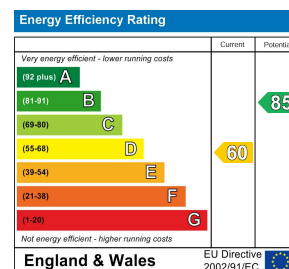 Energy Efficiency Rating
Current Potentia
Very energy efficient - lower running costs
(92 plus) A
(81-91) B 85
(69-80) C
(55-68) D 60
(39-54) E
(21-38) F
(1-20) G
Not energy efficient - higher running costs
England & Wales
EU Directive
2002/91/EC